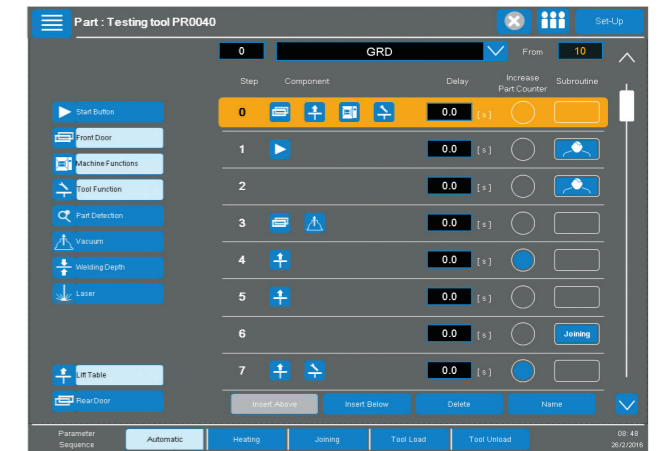 Part : Testing tool PR0040
Set-Up
0 GRD From 10
Step Component Delay Increase Part Counter Subroutine
Start Button
Front Door
Machine Functions
Tool Function
Part Detection
Vacuum
Welding Depth
Laser
Lift Table
Rear Door
0 0.0 [s]
1 0.0 [s]
2 0.0 [s]
3 0.0 [s]
4 0.0 [s]
5 0.0 [s]
6 0.0 [s] Joining
7 0.0 [s]
Insert Above Insert Below Delete Name
Parameter Sequence Automatic Heating Joining Tool Load Tool Unload
08:48
26/2/2016